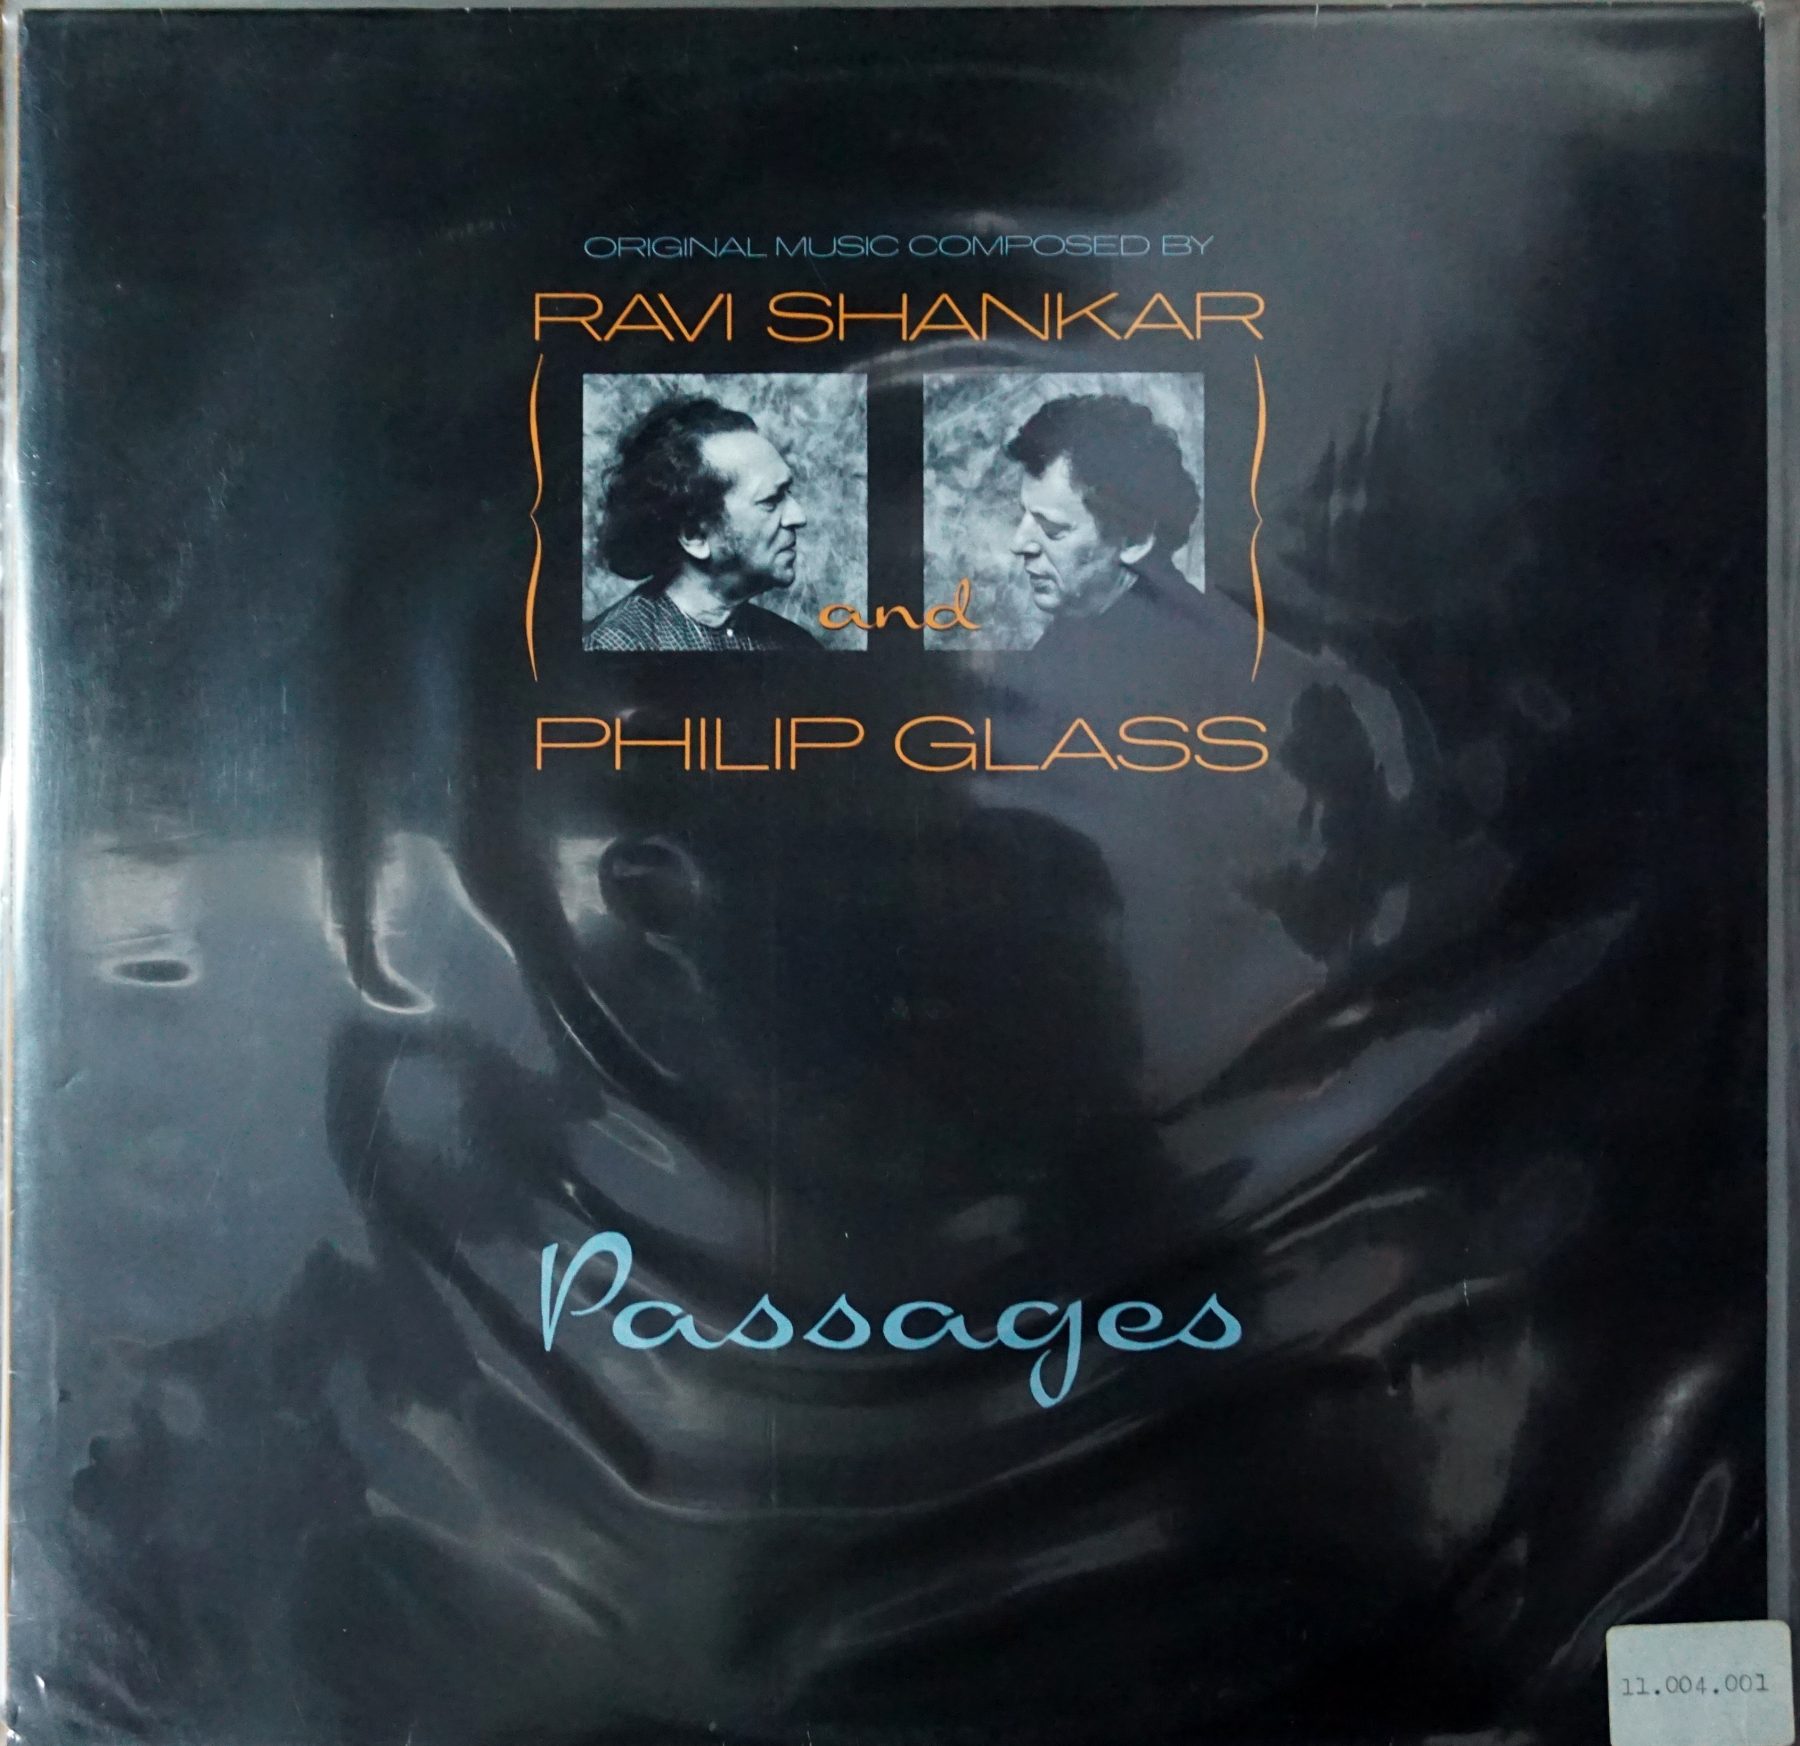 ORIGINAL MUSIC COMPOSED BY
RAVI SHANKAR
and
PHILIP GLASS
Passages
11.004.001